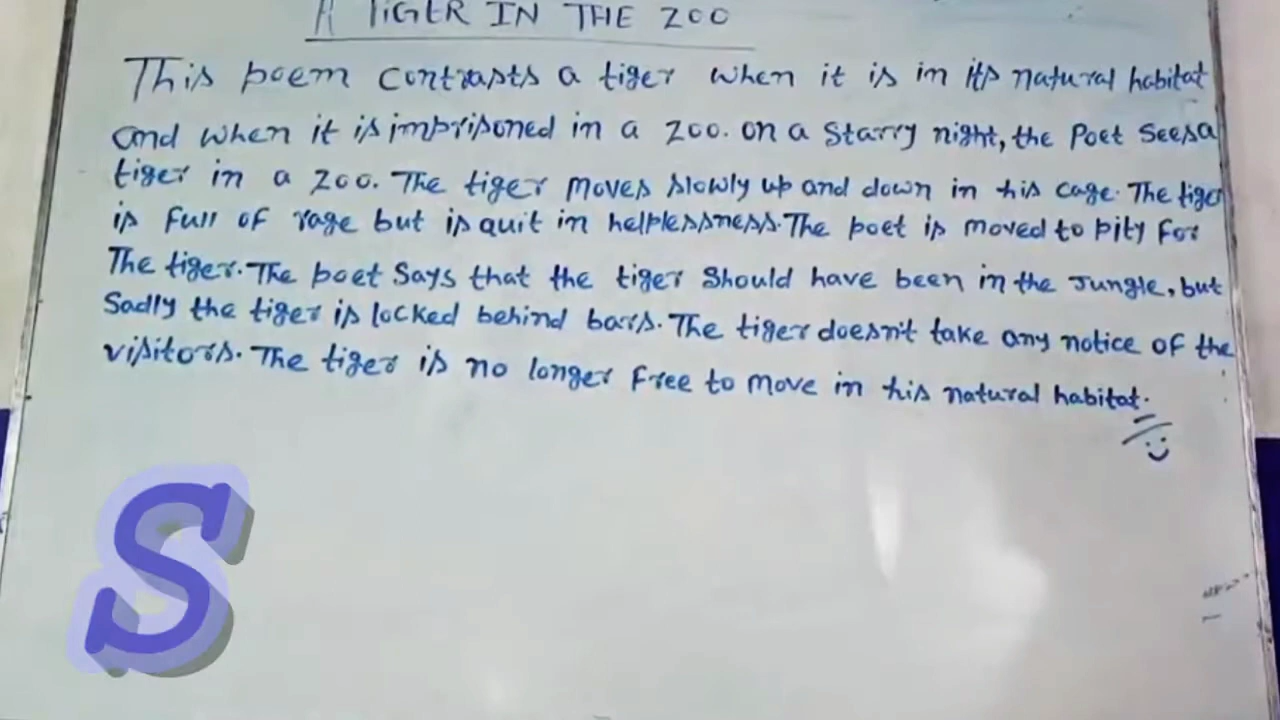 A TIGER IN THE ZOO
This poem contrasts a tiger when it is in its natural habitat
and when it is imprisoned in a zoo. on a starry night, the Poet sees a
tiger in a zoo. The tiger moves slowly up and down in his cage. The tiger
is full of rage but is quit in helplessness. The poet is moved to pity for
The tiger. The poet says that the tiger should have been in the Jungle, but
Sadly the tiger is locked behind bars. The tiger doesn't take any notice of the
visitors. The tiger is no longer free to move in his natural habitat.
S